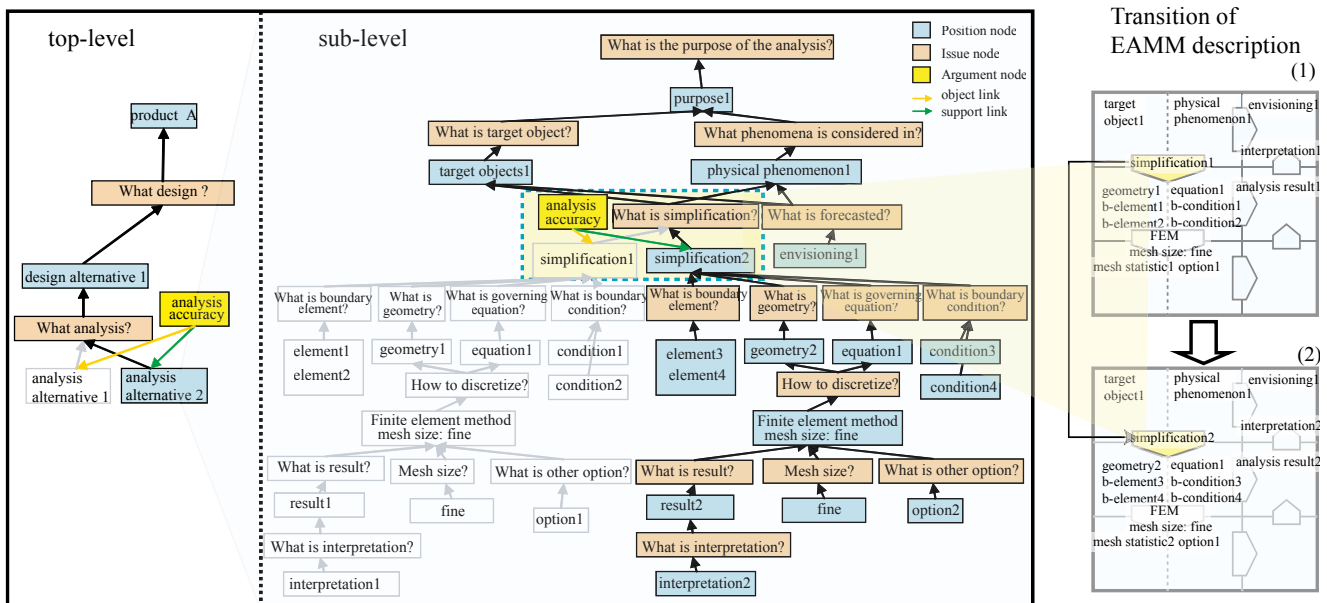 top-level
product A
What design ?
design alternative 1
analysis
accuracy
What analysis?
analysis
alternative 1
analysis
alternative 2
sub-level
Position node
Issue node
Argument node
object link
support link
What is the purpose of the analysis?
purpose1
What is target object?
What phenomena is considered in?
target objects1
physical phenomenon1
analysis
accuracy
What is simplification?
What is forecasted?
simplification1
simplification2
envisioning1
What is boundary
element?
What is
geometry?
What is governing
equation?
What is boundary
condition?
What is boundary
element?
What is
geometry?
What is governing
equation?
What is boundary
condition?
element1
element2
geometry1
equation1
condition1
condition2
element3
element4
geometry2
equation1
condition3
condition4
How to discretize?
How to discretize?
Finite element method
mesh size: fine
Finite element method
mesh size: fine
What is result?
Mesh size?
What is other option?
What is result?
Mesh size?
What is other option?
result1
fine
option1
result2
fine
option2
What is interpretation?
What is interpretation?
interpretation1
interpretation2
Transition of
EAMM description
(1)
target
object1
physical
phenomenon1
envisioning1
interpretation1
simplification1
geometry1
b-element1
b-element2
equation1
b-condition1
b-condition2
analysis result1
FEM
mesh size: fine
mesh statistic1 option1
(2)
target
object1
physical
phenomenon1
envisioning1
interpretation2
simplification2
geometry2
b-element3
b-element4
equation1
b-condition3
b-condition4
analysis result2
FEM
mesh size: fine
mesh statistic2 option1